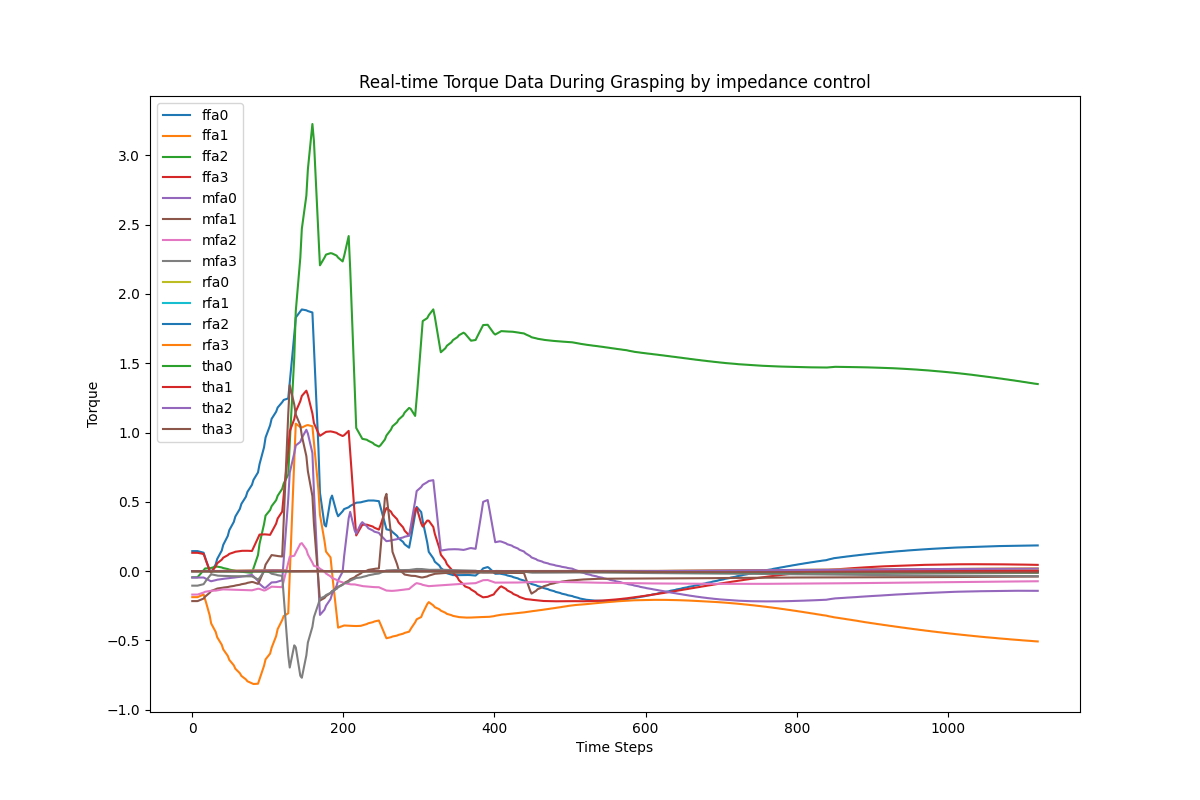 Real-time Torque Data During Grasping by impedance control
ffa0
ffa1
ffa2
ffa3
mfa0
mfa1
mfa2
mfa3
rfa0
rfa1
rfa2
rfa3
tha0
tha1
tha2
tha3
Torque
3.0
2.5
2.0
1.5
1.0
0.5
0.0
−0.5
−1.0
0 200 400 600 800 1000
Time Steps